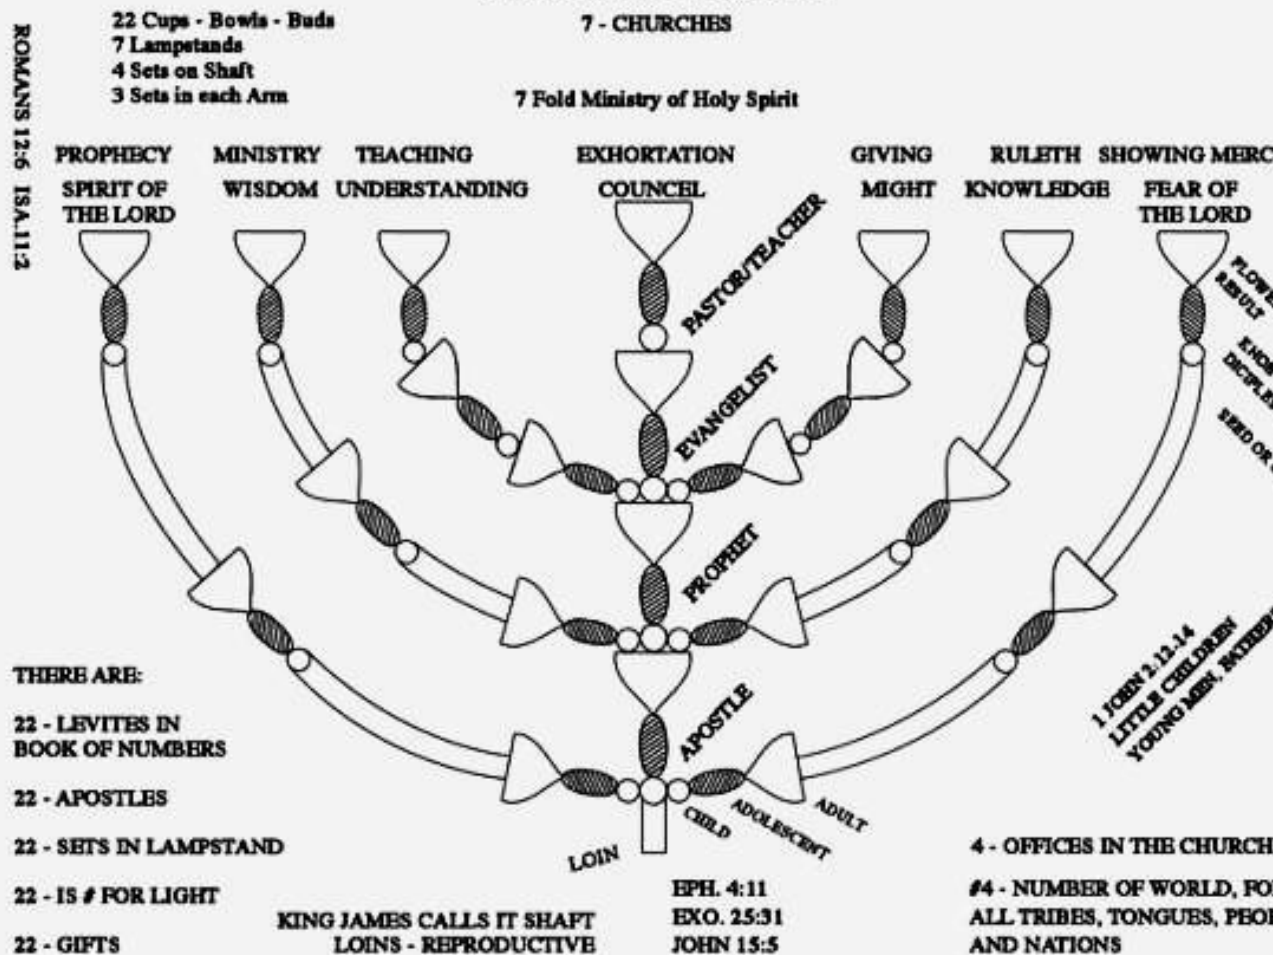 22 Cups - Bowls - Buds
7 Lampstands
4 Sets on Shaft
3 Sets in each Arm
7 - CHURCHES
7 Fold Ministry of Holy Spirit
ROMANS 12:6 ISA.11:2
PROPHECY MINISTRY TEACHING EXHORTATION GIVING RULETH SHOWING
SPIRIT OF THE LORD
WISDOM
UNDERSTANDING
COUNCEL
MIGHT
KNOWLEDGE
FEAR OF
THE LORD
PASTOR/TEACHER
EVANGELIST
PROPHET
APOSTLE
RESULT
1 JOHN 2:12-14
LITTLE CHILDREN
YOUNG MEN,
CHILD
ADOLESCENT
ADULT
LOIN
THERE ARE:
22 - LEVITES IN
BOOK OF NUMBERS
22 - APOSTLES
22 - SETS IN LAMPSTAND
22 - IS # FOR LIGHT
22 - GIFTS
KING JAMES CALLS IT SHAFT
LOINS - REPRODUCTIVE
EPH. 4:11
EXO. 25:31
JOHN 15:5
4 - OFFICES IN THE CHURCH
#4 - NUMBER OF WORLD,
ALL TRIBES, TONGUES,
AND NATIONS